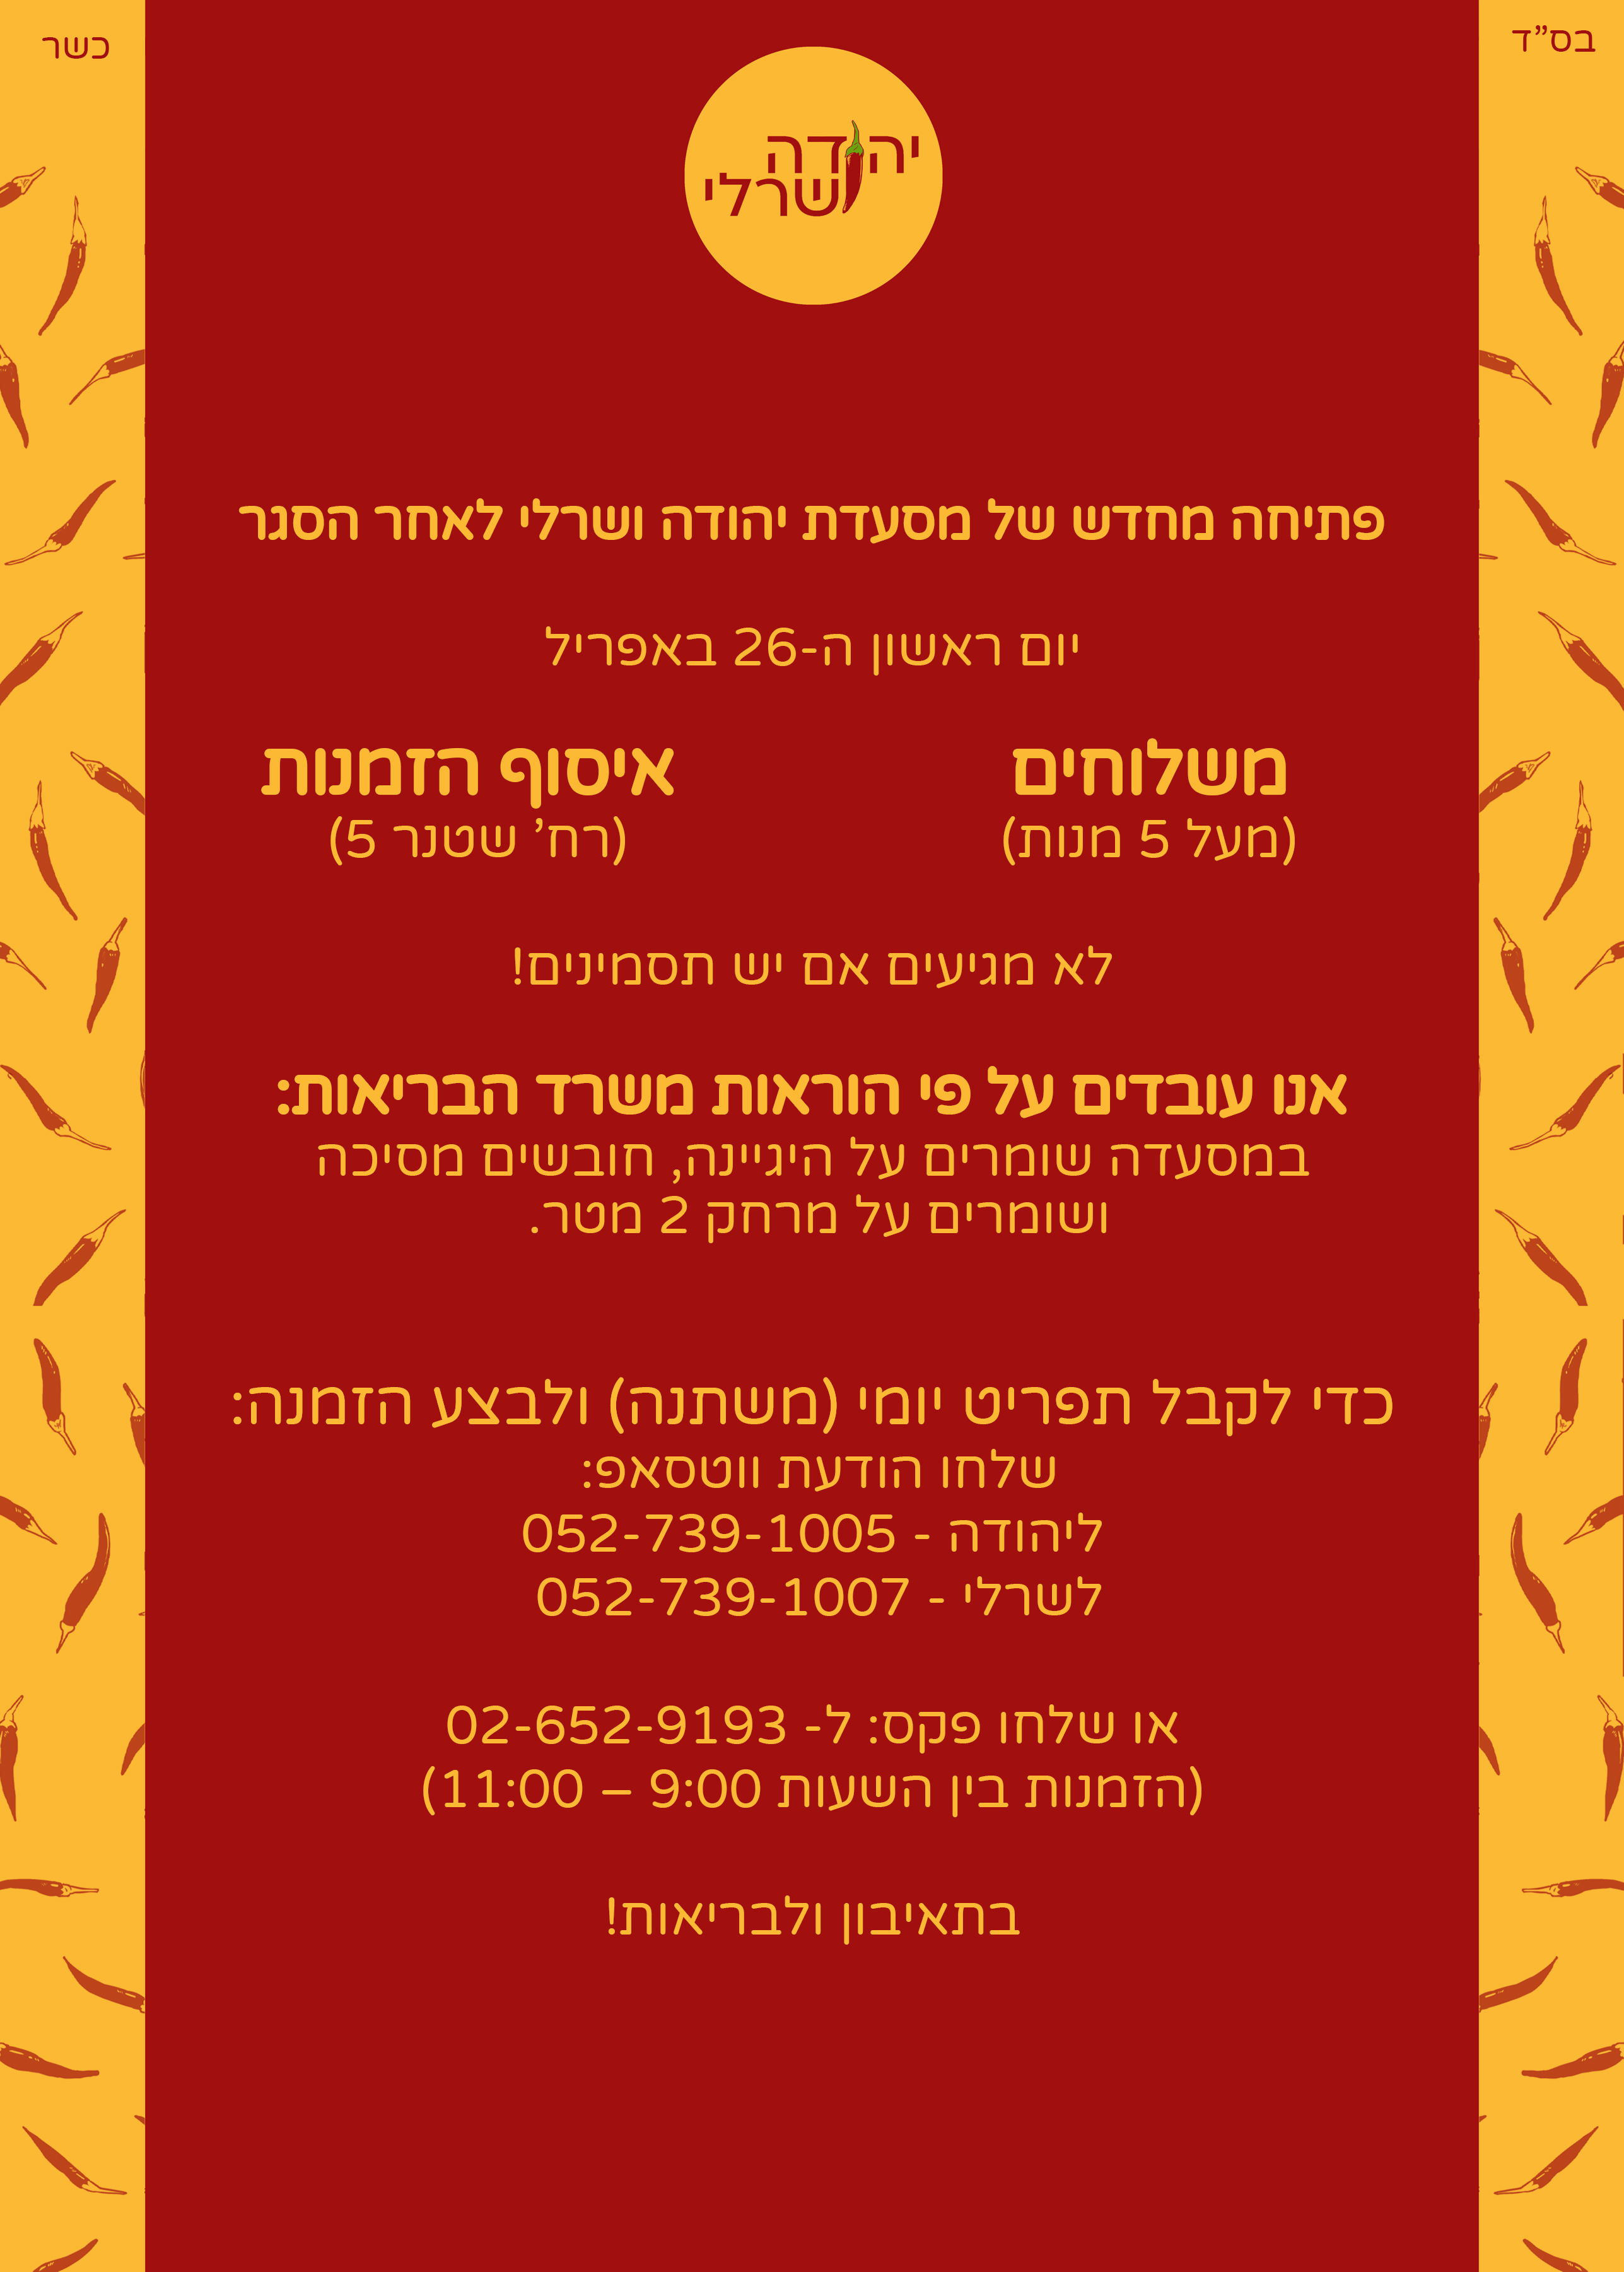 בס"ד
כשר
יהודה
ושרלי
פתיחה מחדש של מסעדת יהודה ושרלי לאחר הסגר
יום ראשון ה-26 באפריל
משלוחים
(מעל 5 מנות)
איסוף הזמנות
(רח' שטנר 5)
לא מגיעים אם יש תסמינים!
אנו עובדים על פי הוראות משרד הבריאות:
במסעדה שומרים על היגיינה, חובשים מסיכה
ושומרים על מרחק 2 מטר.
כדי לקבל תפריט יומי (משתנה) ולבצע הזמנה:
שלחו הודעת ווטסאפ:
ליהודה - 052-739-1005
לשרלי - 052-739-1007
או שלחו פקס: ל- 02-652-9193
(הזמנות בין השעות 9:00 – 11:00)
בתאיבון ולבריאות!